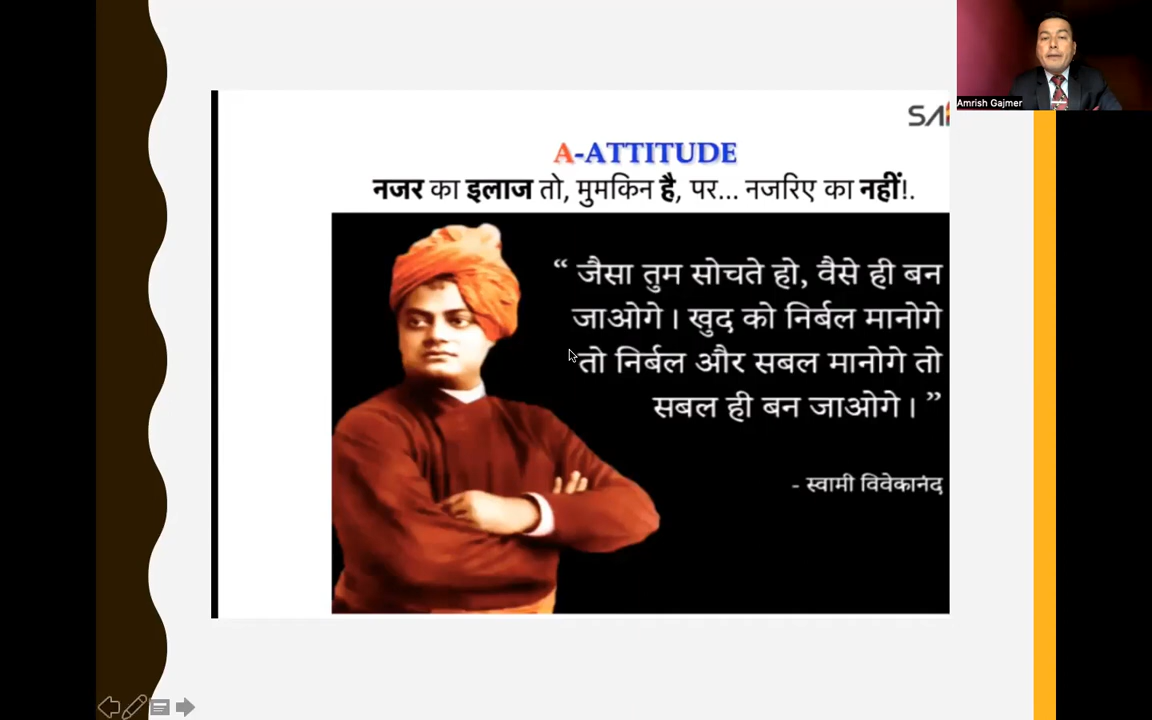 Amrish Gajmer
A-ATTITUDE
नजर का इलाज तो, मुमकिन है, पर... नजरिए का नहीं!.
“ जैसा तुम सोचते हो, वैसे ही बन
जाओगे। खुद को निर्बल मानोगे
तो निर्बल और सबल मानोगे तो
सबल ही बन जाओगे। ”
- स्वामी विवेकानंद